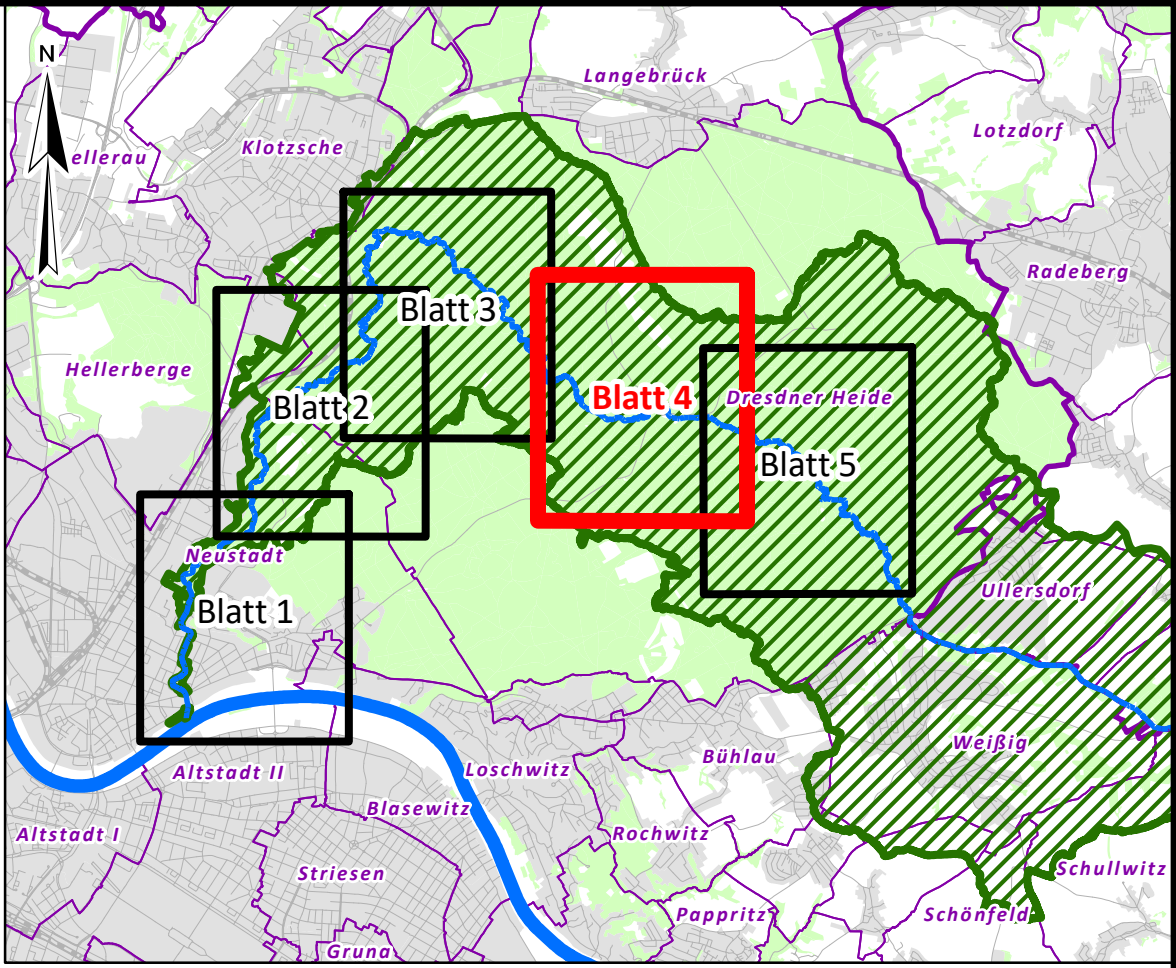 N
Langebrück
Lotzdorf
Klotzsche
ellerau
Radeberg
Blatt 3
Hellerberge
Blatt 4
Dresdner Heide
Blatt 2
Blatt 5
Neustadt
Ullersdorf
Blatt 1
Weißig
Bühlau
Loschwitz
Altstadt II
Blasewitz
Altstadt I
Rochwitz
Striesen
Schullwitz
Pappritz
Schönfeld
Gruna